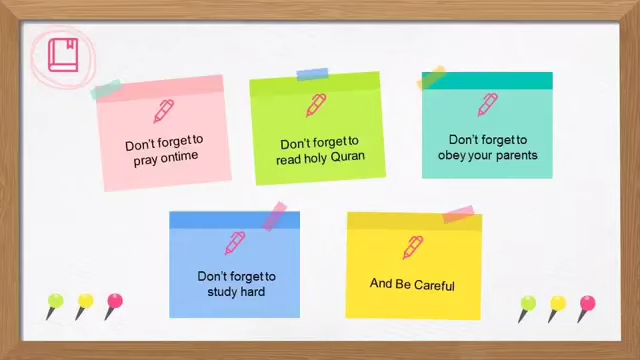 Don't forget to
pray ontime
Don't forget to
read holy Quran
Don't forget to
obey your parents
Don't forget to
study hard
And Be Careful